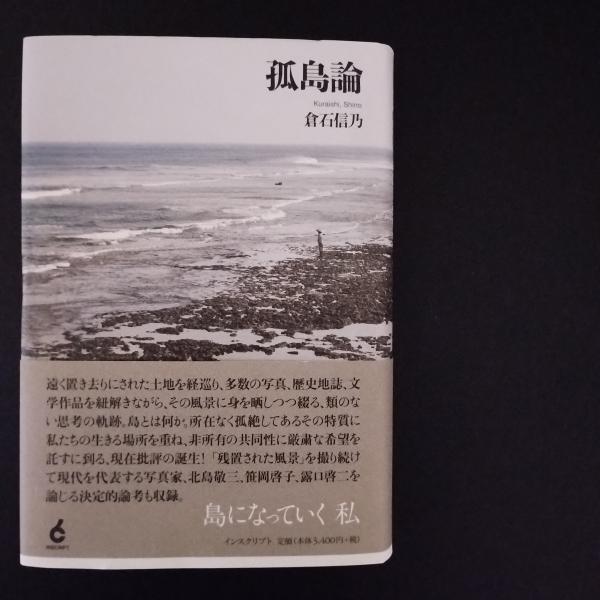 孤島論
Kuraishi, Shino
倉石信乃
遠く置き去りにされた土地を経巡り、多数の写真、歴史地誌、文
学作品を紐解きながら、その風景に身を晒しつつ綴る、類のな
い思考の軌跡。島とは何か。所在なく孤絶してあるその特質に
私たちの生きる場所を重ね、非所有の共同性に厳粛な希望を
託すに到る、現在批評の誕生!「残置された風景」を撮り続け
て現代を代表する写真家、北島敬三、笹岡啓子、露口啓二を
論じる決定的論考も収録。
島になっていく 私
INSCRIPT
インスクリプト 定価(本体3,400円+税)